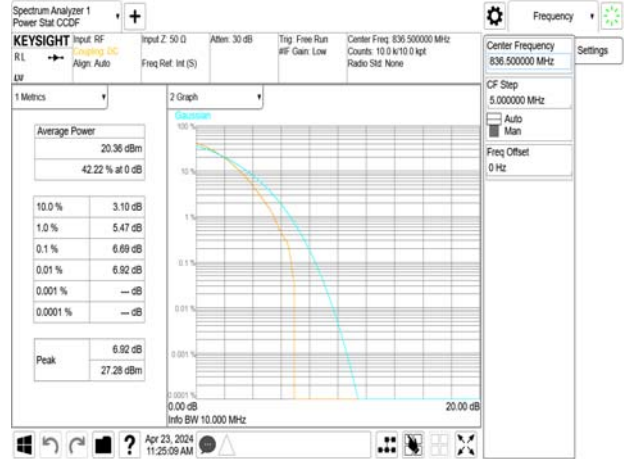 Spectrum Analyzer 1
Power Stat CCDF
+
Frequency
KEYSIGHT
Input: RF
Coupling: DC
Align: Auto
Input Z: 50 Ω
Freq Ref: Int (S)
Atten: 30 dB
Trig: Free Run
#IF Gain: Low
Center Freq: 836.500000 MHz
Counts: 10.0 k/10.0 kpt
Radio Std: None
RL
LW
Center Frequency
836.500000 MHz
Settings
CF Step
5.000000 MHz
Auto
Man
Freq Offset
0 Hz
1 Metrics
2 Graph
Average Power
20.36 dBm
42.22 % at 0 dB
10.0 % 3.10 dB
1.0 % 5.47 dB
0.1 % 6.69 dB
0.01 % 6.92 dB
0.001 % --- dB
0.0001 % --- dB
Peak
6.92 dB
27.28 dBm
Gaussian
100 %
10 %
1 %
0.1 %
0.01 %
0.001 %
0.0001 %
0.00 dB
20.00 dB
Info BW 10.000 MHz
?
Apr 23, 2024
11:25:09 AM